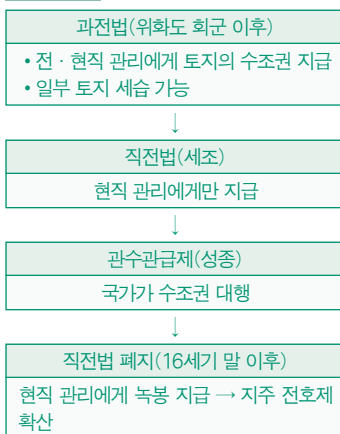 과전법(위화도 회군 이후)
• 전 · 현직 관리에게 토지의 수조권 지급
• 일부 토지 세습 가능
↓
직전법(세조)
현직 관리에게만 지급
↓
관수관급제(성종)
국가가 수조권 대행
↓
직전법 폐지(16세기 말 이후)
현직 관리에게 녹봉 지급 → 지주 전호제
확산